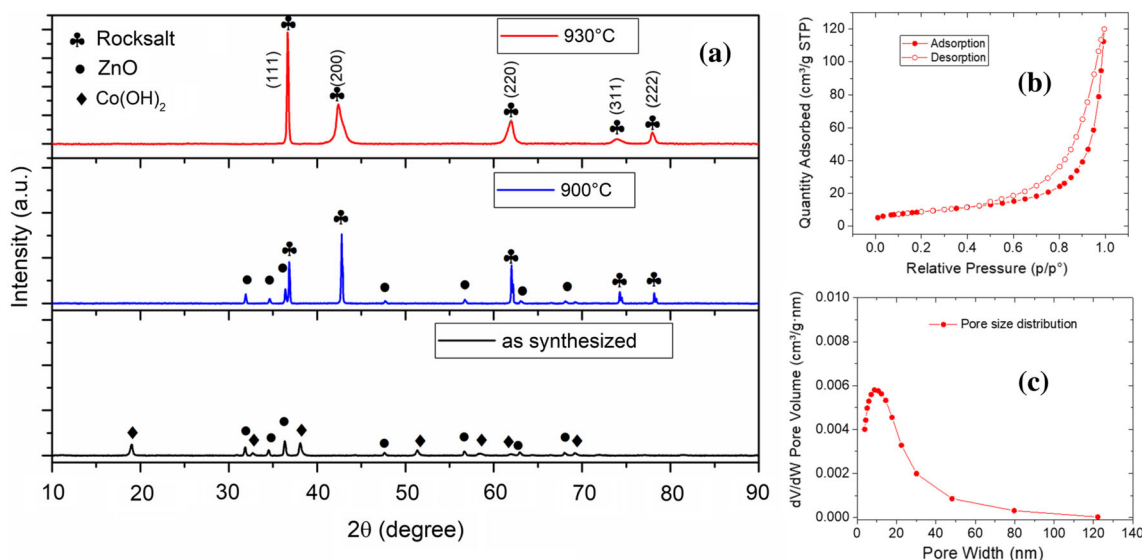 Rocksalt
ZnO
Co(OH)2
930°C
(a)
(111)
(200)
(220)
(311)
(222)
900°C
as synthesized
Intensity (a.u.)
10 20 30 40 50 60 70 80 90
2θ (degree)
(b)
Adsorption
Desorption
Quantity Adsorbed (cm³/g STP)
120
100
80
60
40
20
0
0.0 0.2 0.4 0.6 0.8 1.0
Relative Pressure (p/p°)
(c)
Pore size distribution
dV/dW Pore Volume (cm³/g·nm)
0.010
0.008
0.006
0.004
0.002
0.000
0 20 40 60 80 100 120 140
Pore Width (nm)